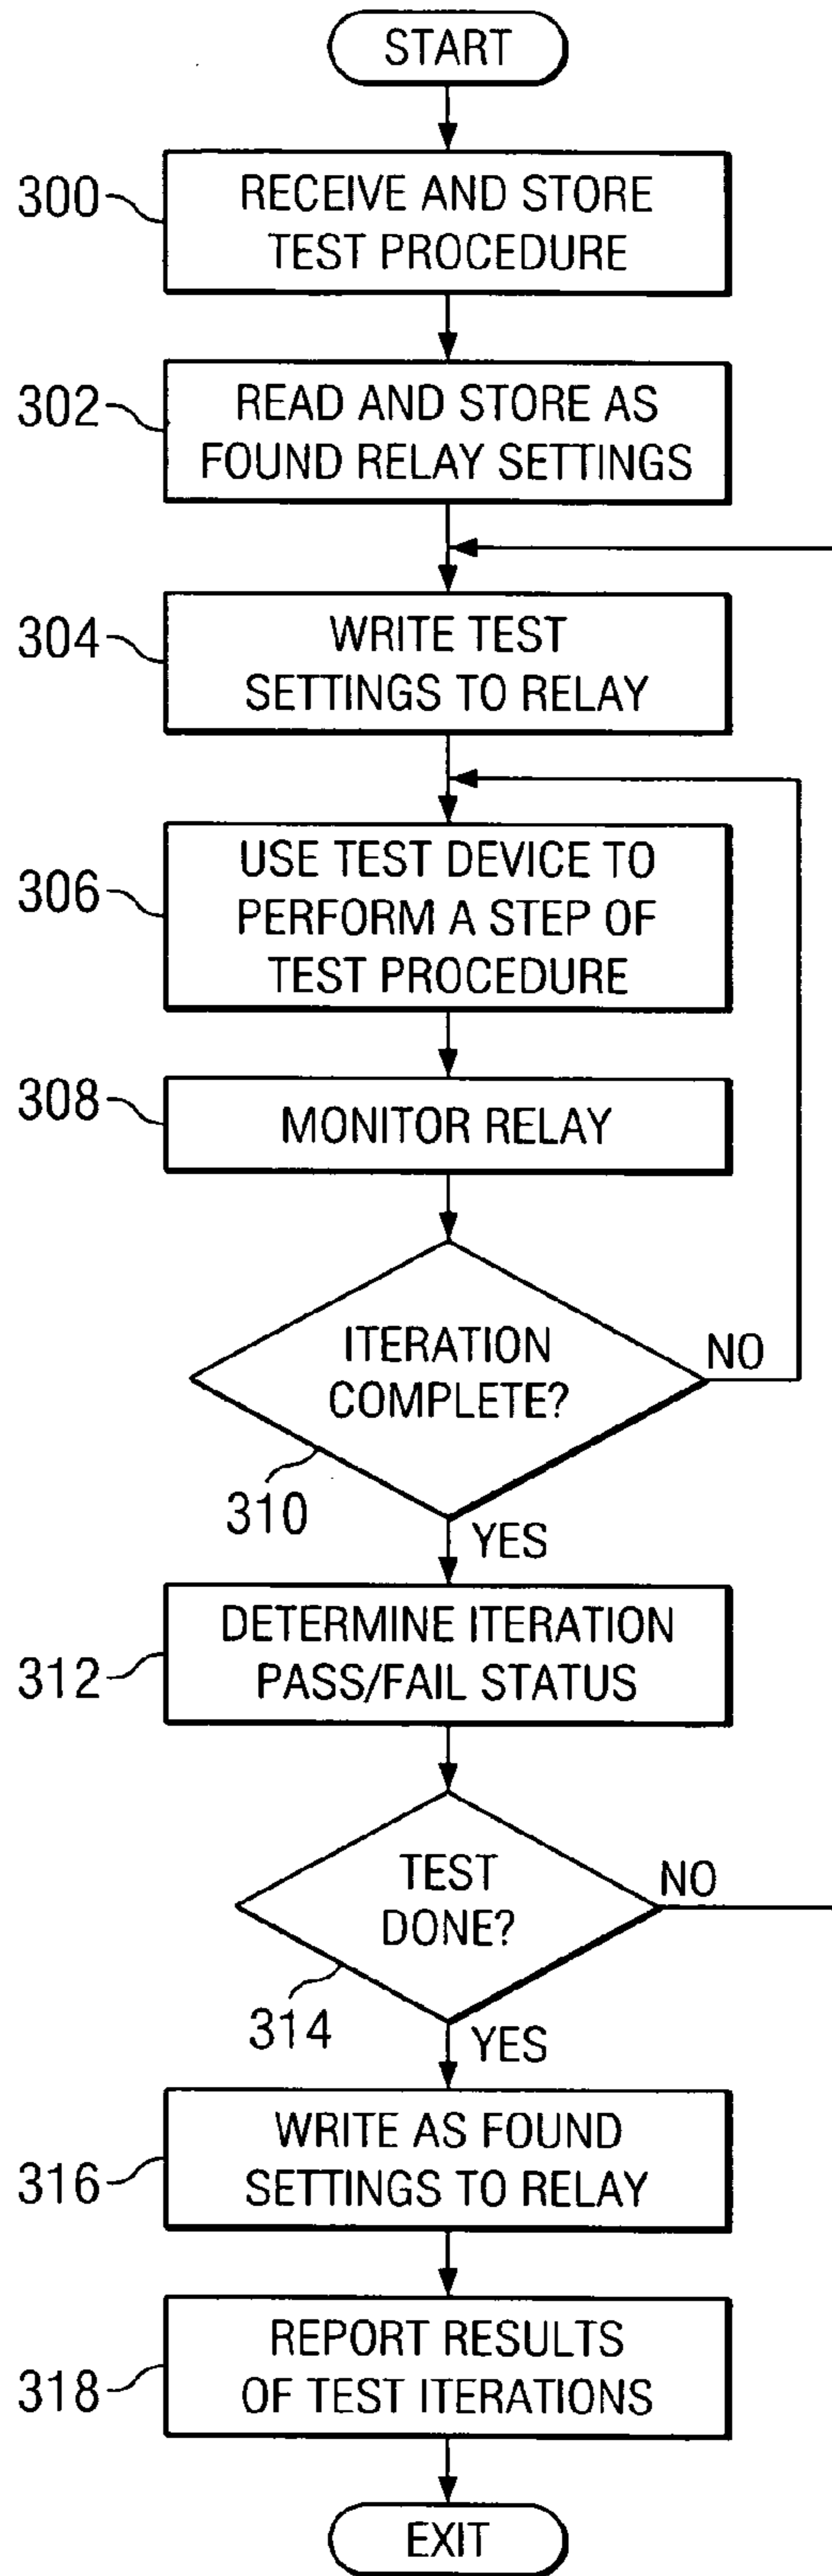 START
300
RECEIVE AND STORE
TEST PROCEDURE
302
READ AND STORE AS
FOUND RELAY SETTINGS
304
WRITE TEST
SETTINGS TO RELAY
306
USE TEST DEVICE TO
PERFORM A STEP OF
TEST PROCEDURE
308
MONITOR RELAY
ITERATION
COMPLETE?
NO
310
YES
312
DETERMINE ITERATION
PASS/FAIL STATUS
TEST
DONE?
NO
314
YES
316
WRITE AS FOUND
SETTINGS TO RELAY
318
REPORT RESULTS
OF TEST ITERATIONS
EXIT